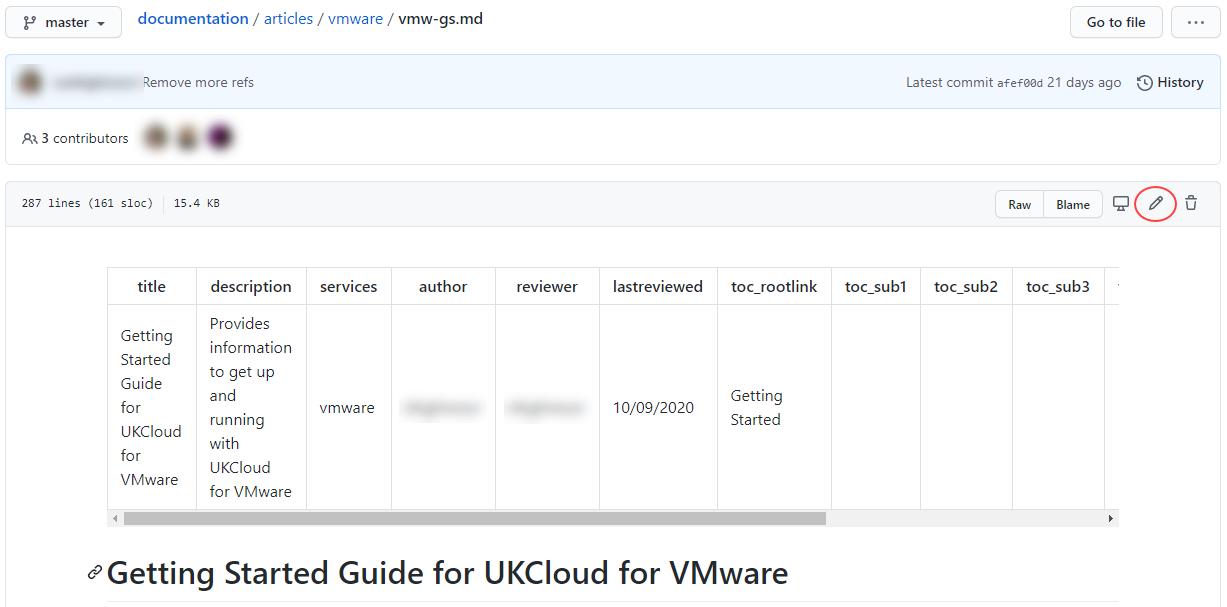 master
documentation / articles / vmware / vmw-gs.md
Go to file
...
Remove more refs
Latest commit afef00d 21 days ago
History
3 contributors
287 lines (161 sloc)
15.4 KB
Raw
Blame
title
description
services
author
reviewer
lastreviewed
toc_rootlink
toc_sub1
toc_sub2
toc_sub3
Getting
Started
Guide
for
UKCloud
for
VMware
Provides
information
to get up
and
running
with
UKCloud
for VMware
vmware
10/09/2020
Getting
Started
Getting Started Guide for UKCloud for VMware